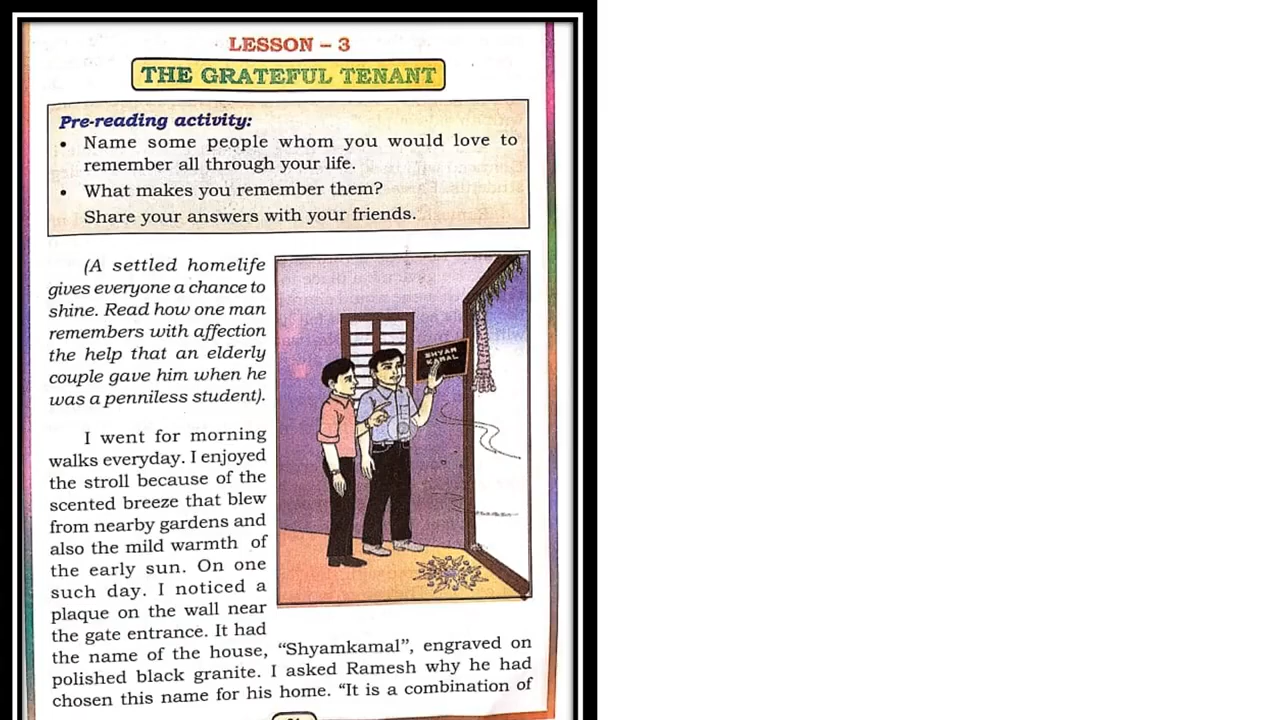 LESSON – 3
THE GRATEFUL TENANT
Pre-reading activity:
• Name some people whom you would love to
remember all through your life.
• What makes you remember them?
Share your answers with your friends.
(A settled homelife
gives everyone a chance to
shine. Read how one man
remembers with affection
the help that an elderly
couple gave him when he
was a penniless student).
SHYAM
KAMAL
I went for morning
walks everyday. I enjoyed
the stroll because of the
scented breeze that blew
from nearby gardens and
also the mild warmth of
the early sun. On one
such day. I noticed a
plaque on the wall near
the gate entrance. It had
the name of the house, “Shyamkamal”, engraved on
polished black granite. I asked Ramesh why he had
chosen this name for his home. “It is a combination of